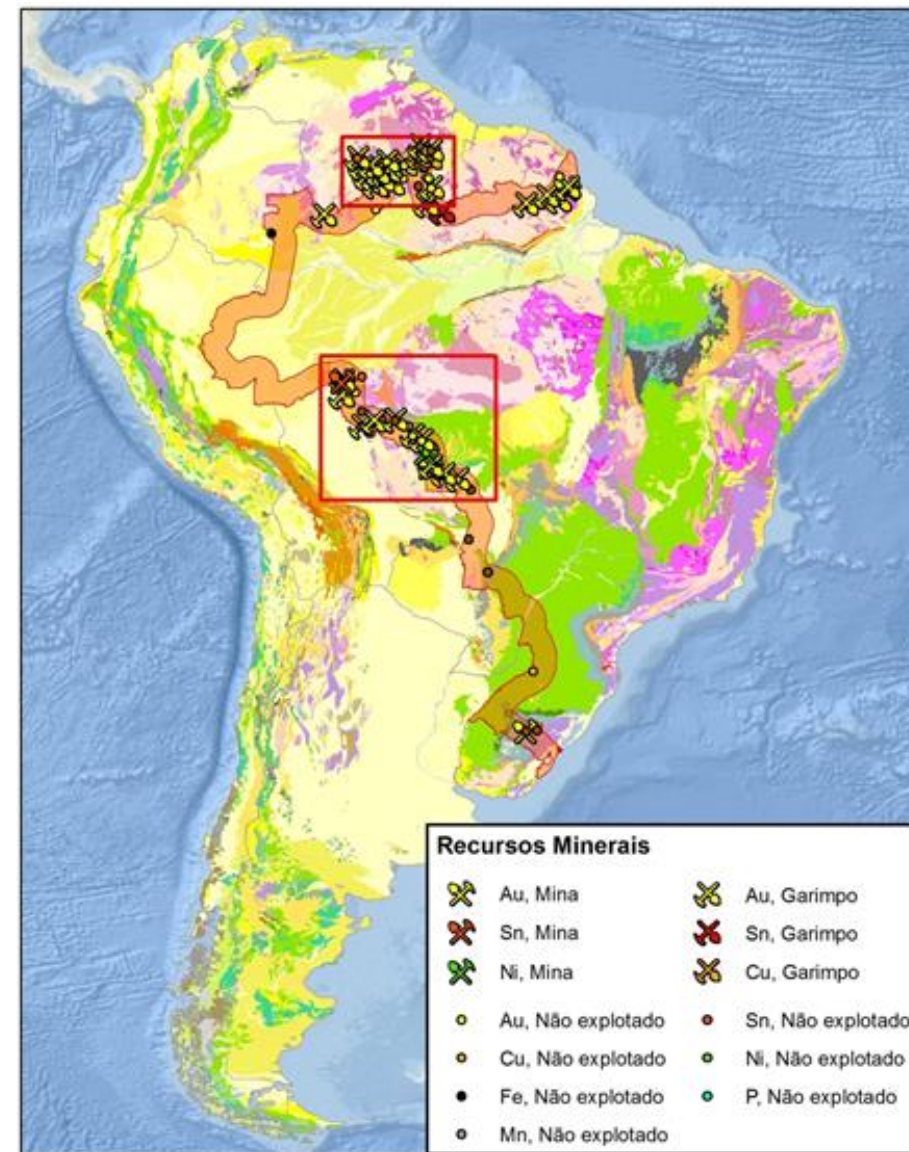 Recursos Minerais
Au, Mina
Au, Garimpo
Sn, Mina
Sn, Garimpo
Ni, Mina
Cu, Garimpo
Au, Não explotado
Sn, Não explotado
Cu, Não explotado
Ni, Não explotado
Fe, Não explotado
P, Não explotado
Mn, Não explotado